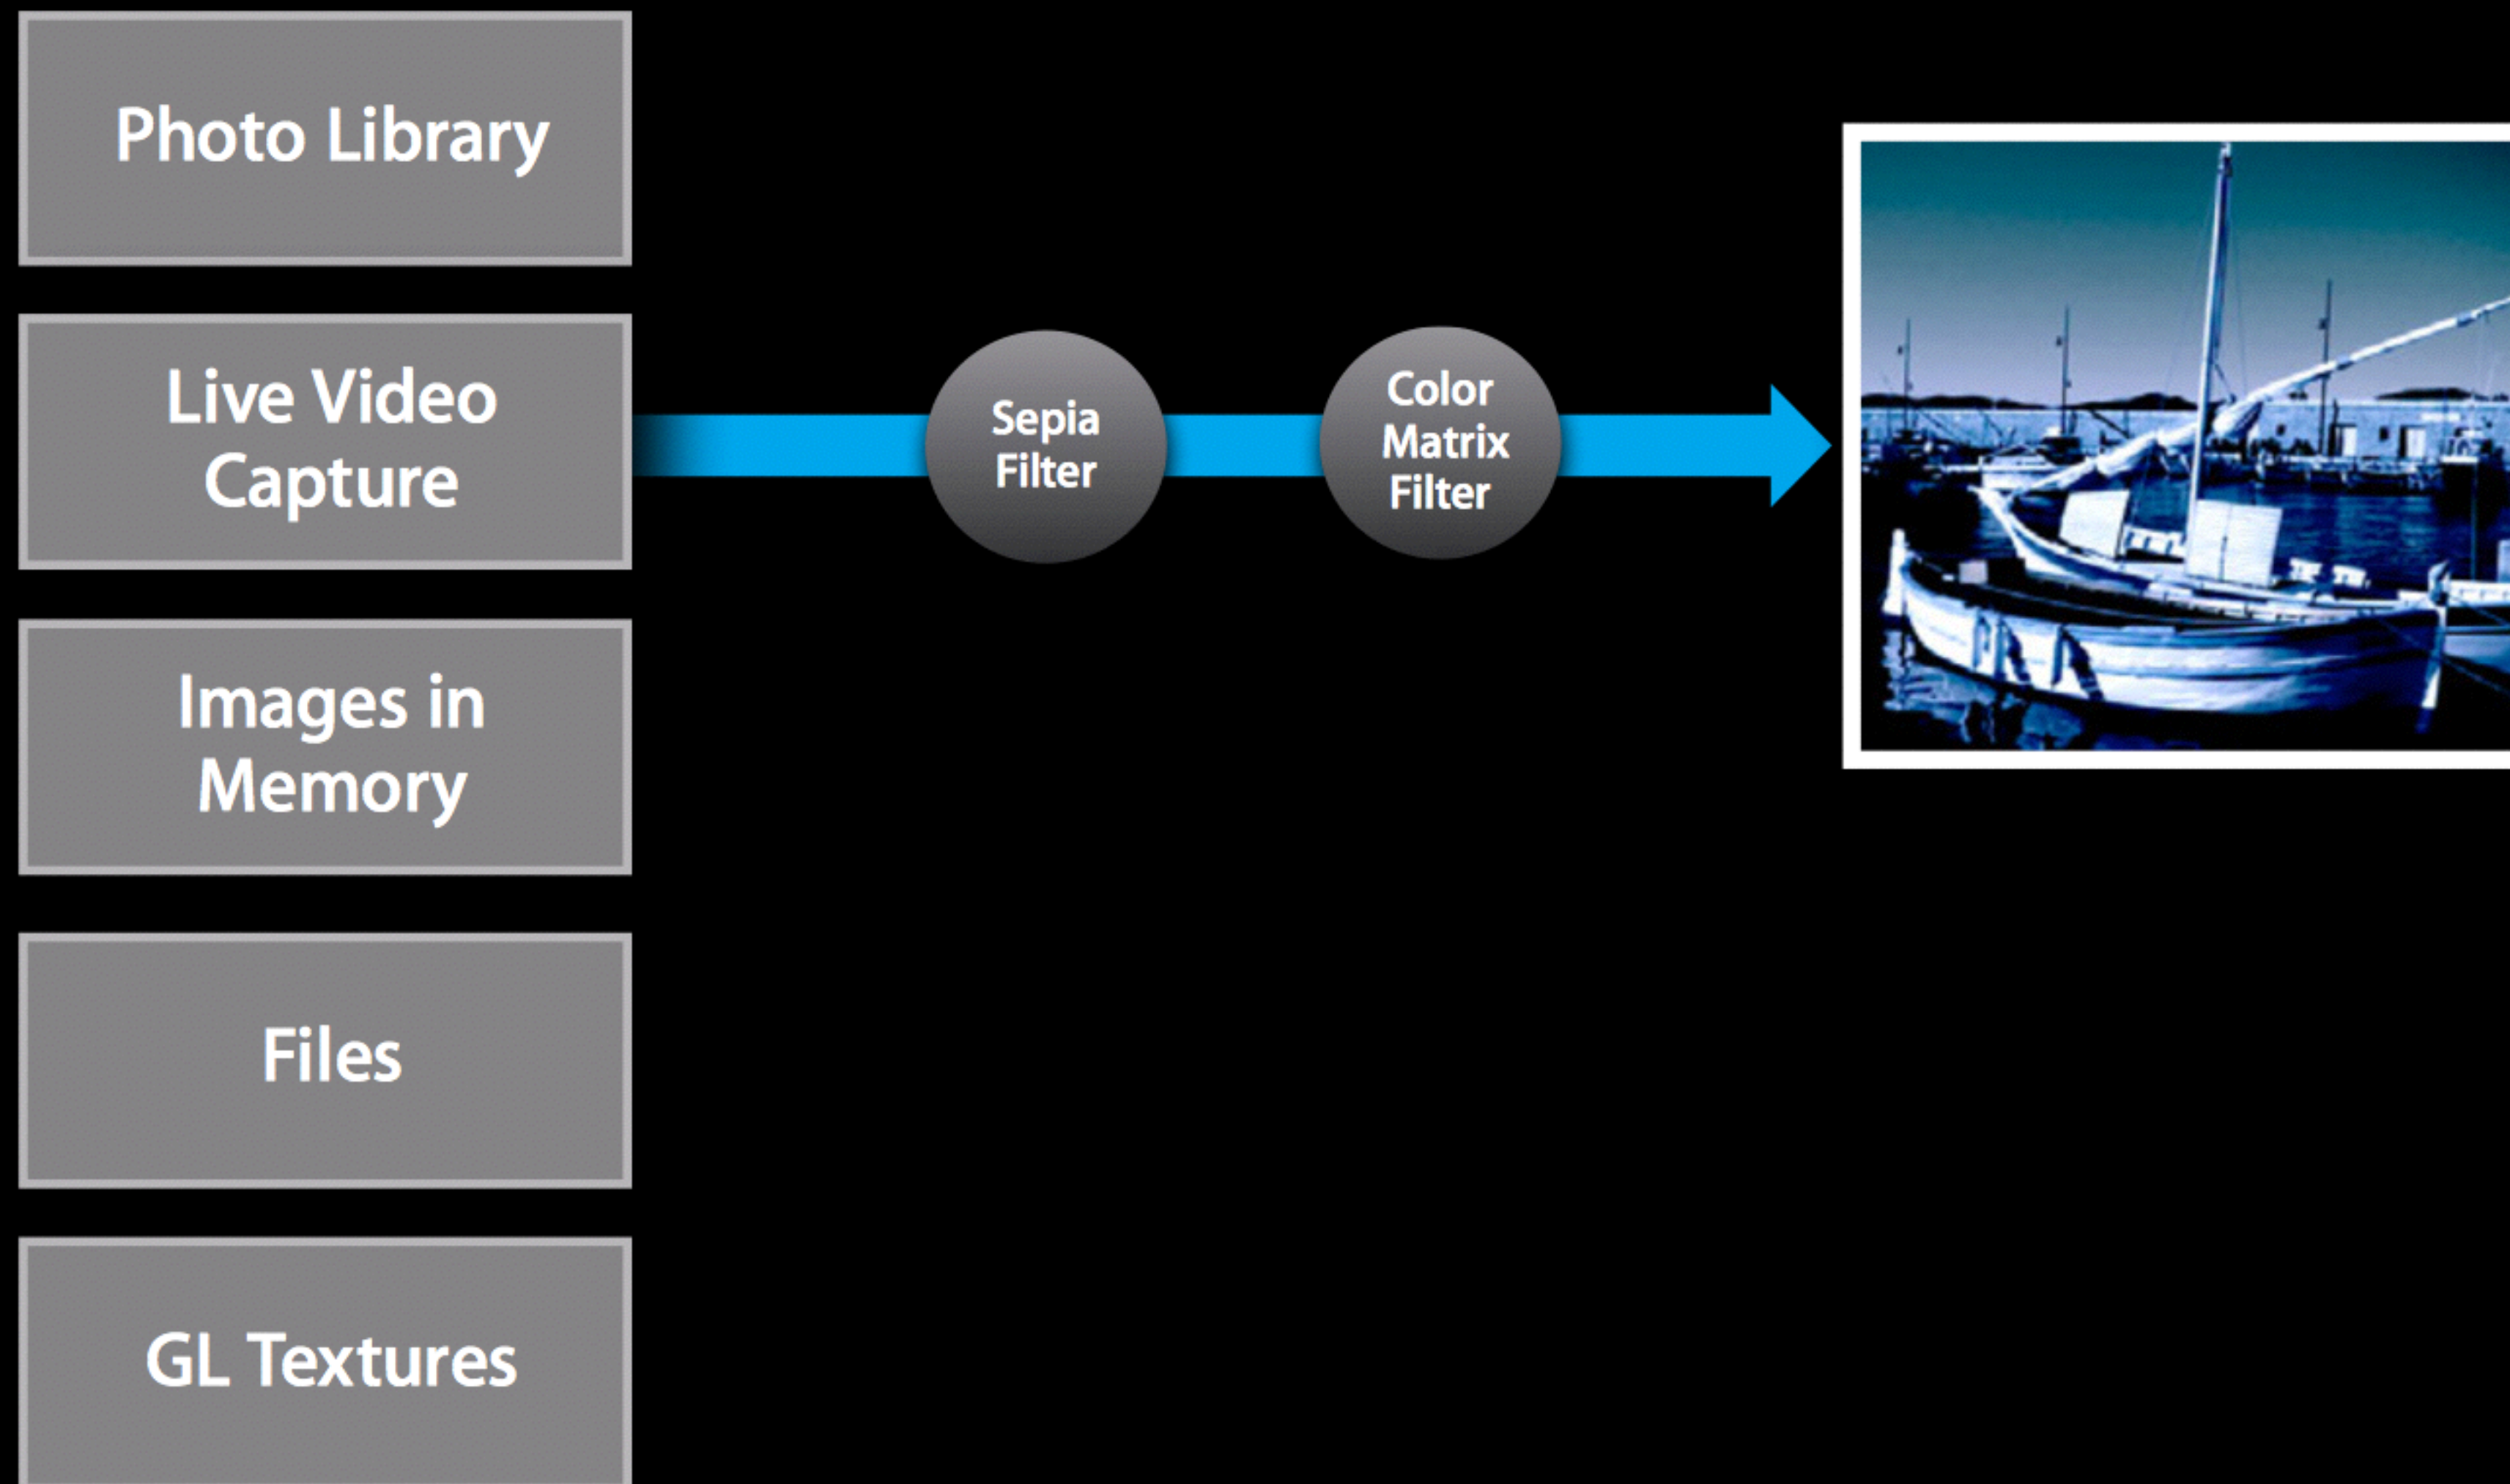 Photo Library
Live Video
Capture
Sepia
Filter
Color
Matrix
Filter
Images in
Memory
Files
GL Textures